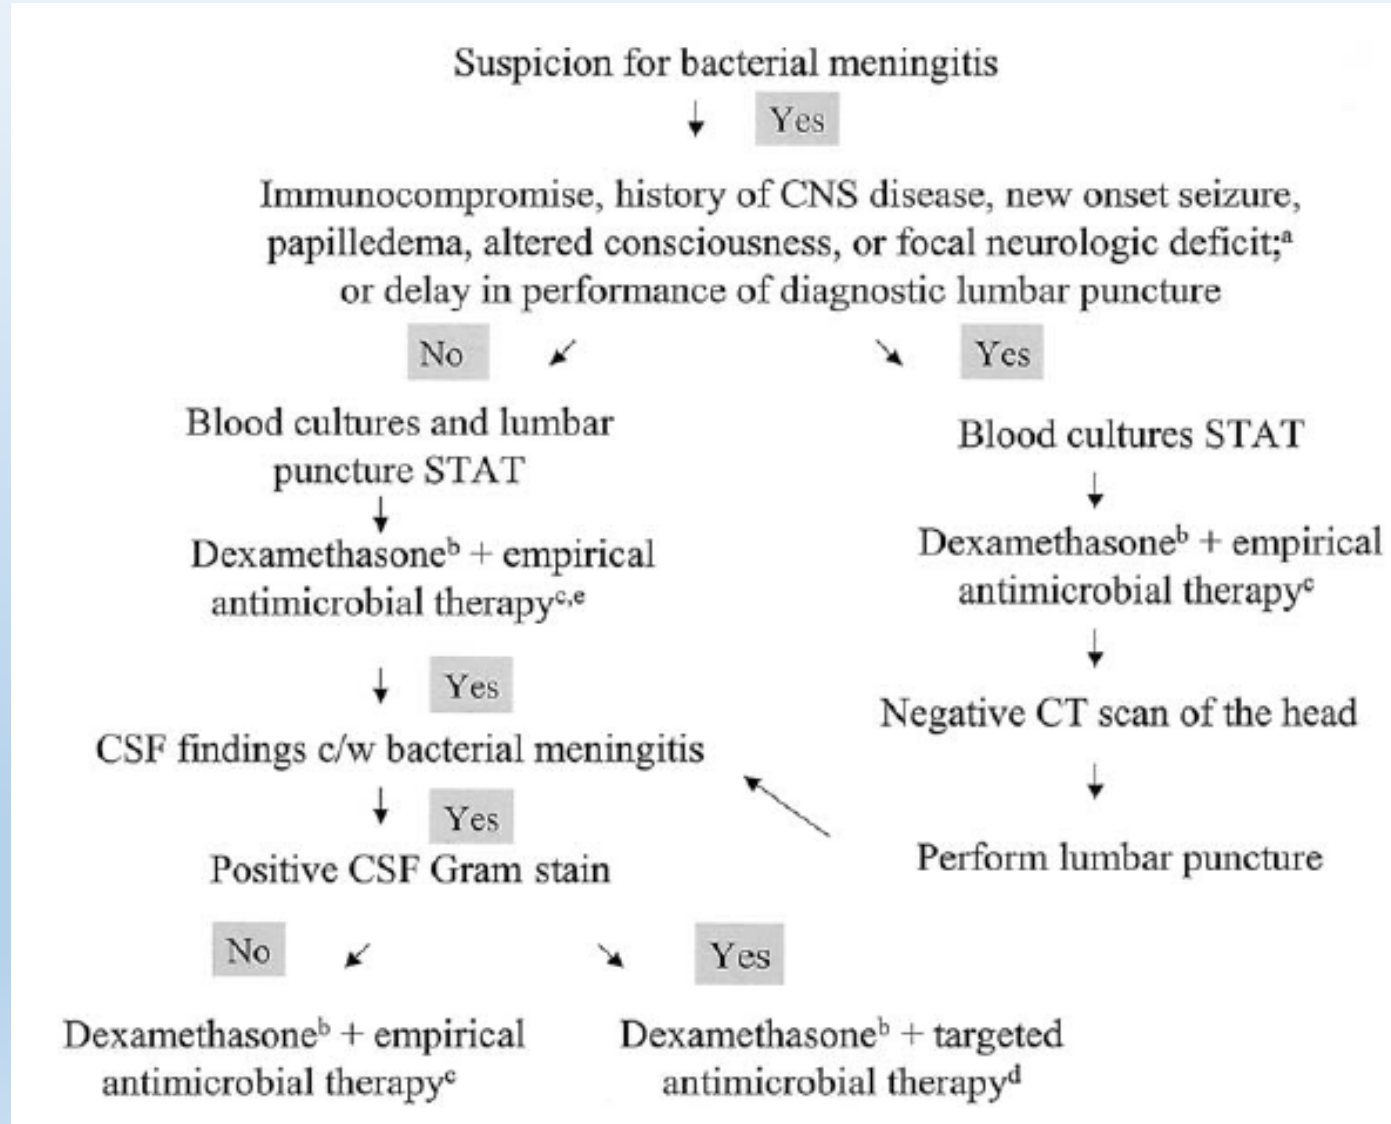 Suspicion for bacterial meningitis
Yes
Immunocompromise, history of CNS disease, new onset seizure,
papilledema, altered consciousness, or focal neurologic deficit;ᵃ
or delay in performance of diagnostic lumbar puncture
No
Yes
Blood cultures and lumbar
puncture STAT
Dexamethasoneᵇ + empirical
antimicrobial therapyᶜ,ᵉ
Yes
CSF findings c/w bacterial meningitis
Yes
Positive CSF Gram stain
Blood cultures STAT
Dexamethasoneᵇ + empirical
antimicrobial therapyᶜ
Negative CT scan of the head
Perform lumbar puncture
No
Yes
Dexamethasoneᵇ + empirical
antimicrobial therapyᶜ
Dexamethasoneᵇ + targeted
antimicrobial therapyᵈ